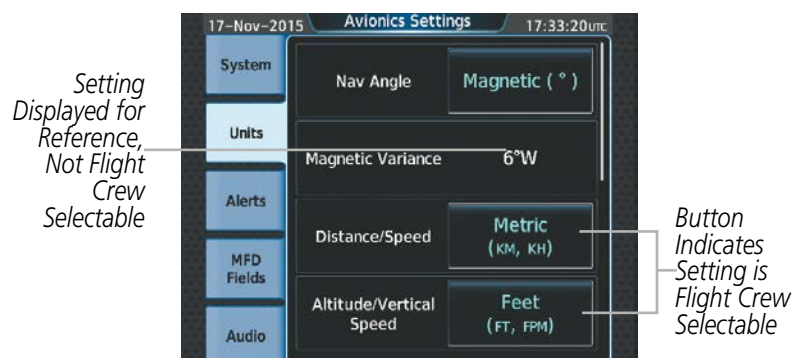 17-Nov-2015 Avionics Settings 17:33:20UTC
System
Units
Alerts
MFD
Fields
Audio
Nav Angle
Magnetic ( ° )
Magnetic Variance
6°W
Distance/Speed
Metric
(KM, KH)
Altitude/Vertical
Speed
Feet
(FT, FPM)
Setting
Displayed for
Reference,
Not Flight
Crew
Selectable
Button
Indicates
Setting is
Flight Crew
Selectable